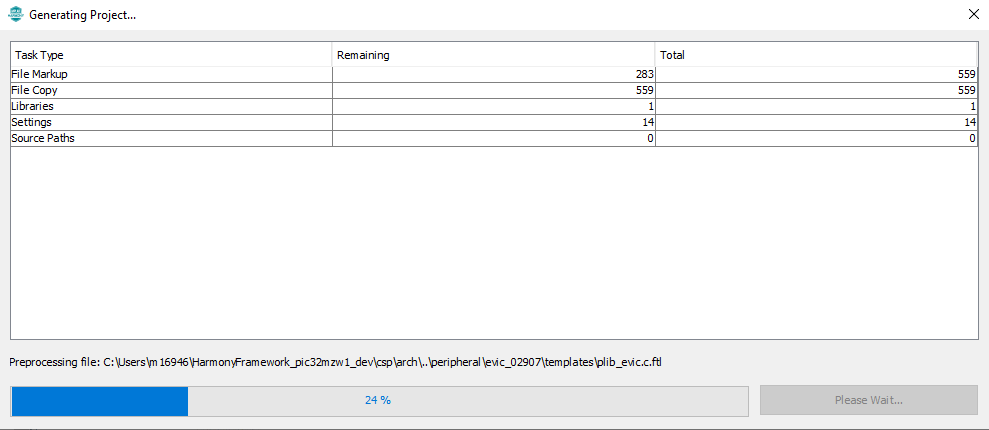 Generating Project...
Task Type Remaining Total
File Markup 283 559
File Copy 559 559
Libraries 1 1
Settings 14 14
Source Paths 0 0
Preprocessing file: C:\Users\m16946\HarmonyFramework_pic32mzw1_dev\csp\arch\..\peripheral\evic_02907\templates\plib_evic.c.ftl
24 % Please Wait...